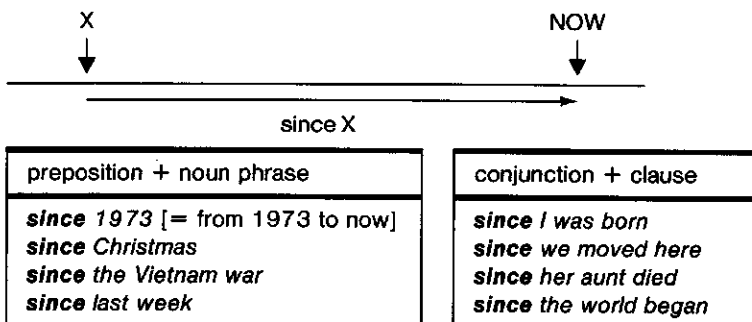 X
NOW
since X
preposition + noun phrase
since 1973 [= from 1973 to now]
since Christmas
since the Vietnam war
since last week
conjunction + clause
since I was born
since we moved here
since her aunt died
since the world began